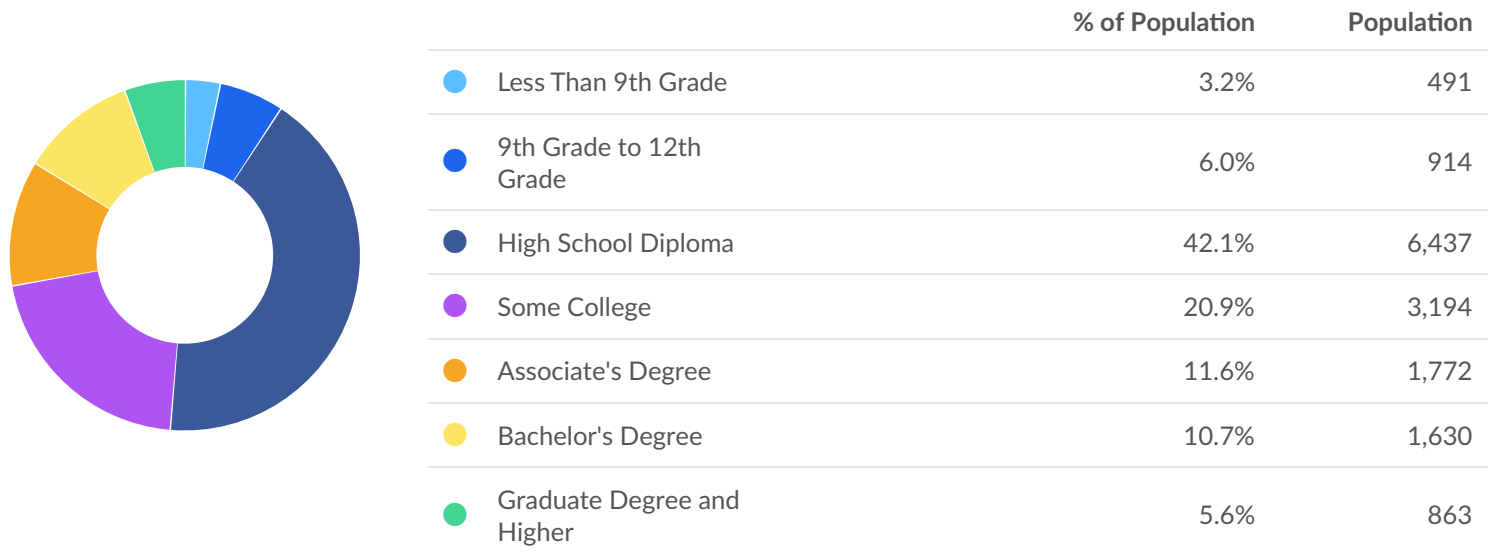 % of Population Population
Less Than 9th Grade 3.2% 491
9th Grade to 12th
Grade 6.0% 914
High School Diploma 42.1% 6,437
Some College 20.9% 3,194
Associate's Degree 11.6% 1,772
Bachelor's Degree 10.7% 1,630
Graduate Degree and
Higher 5.6% 863